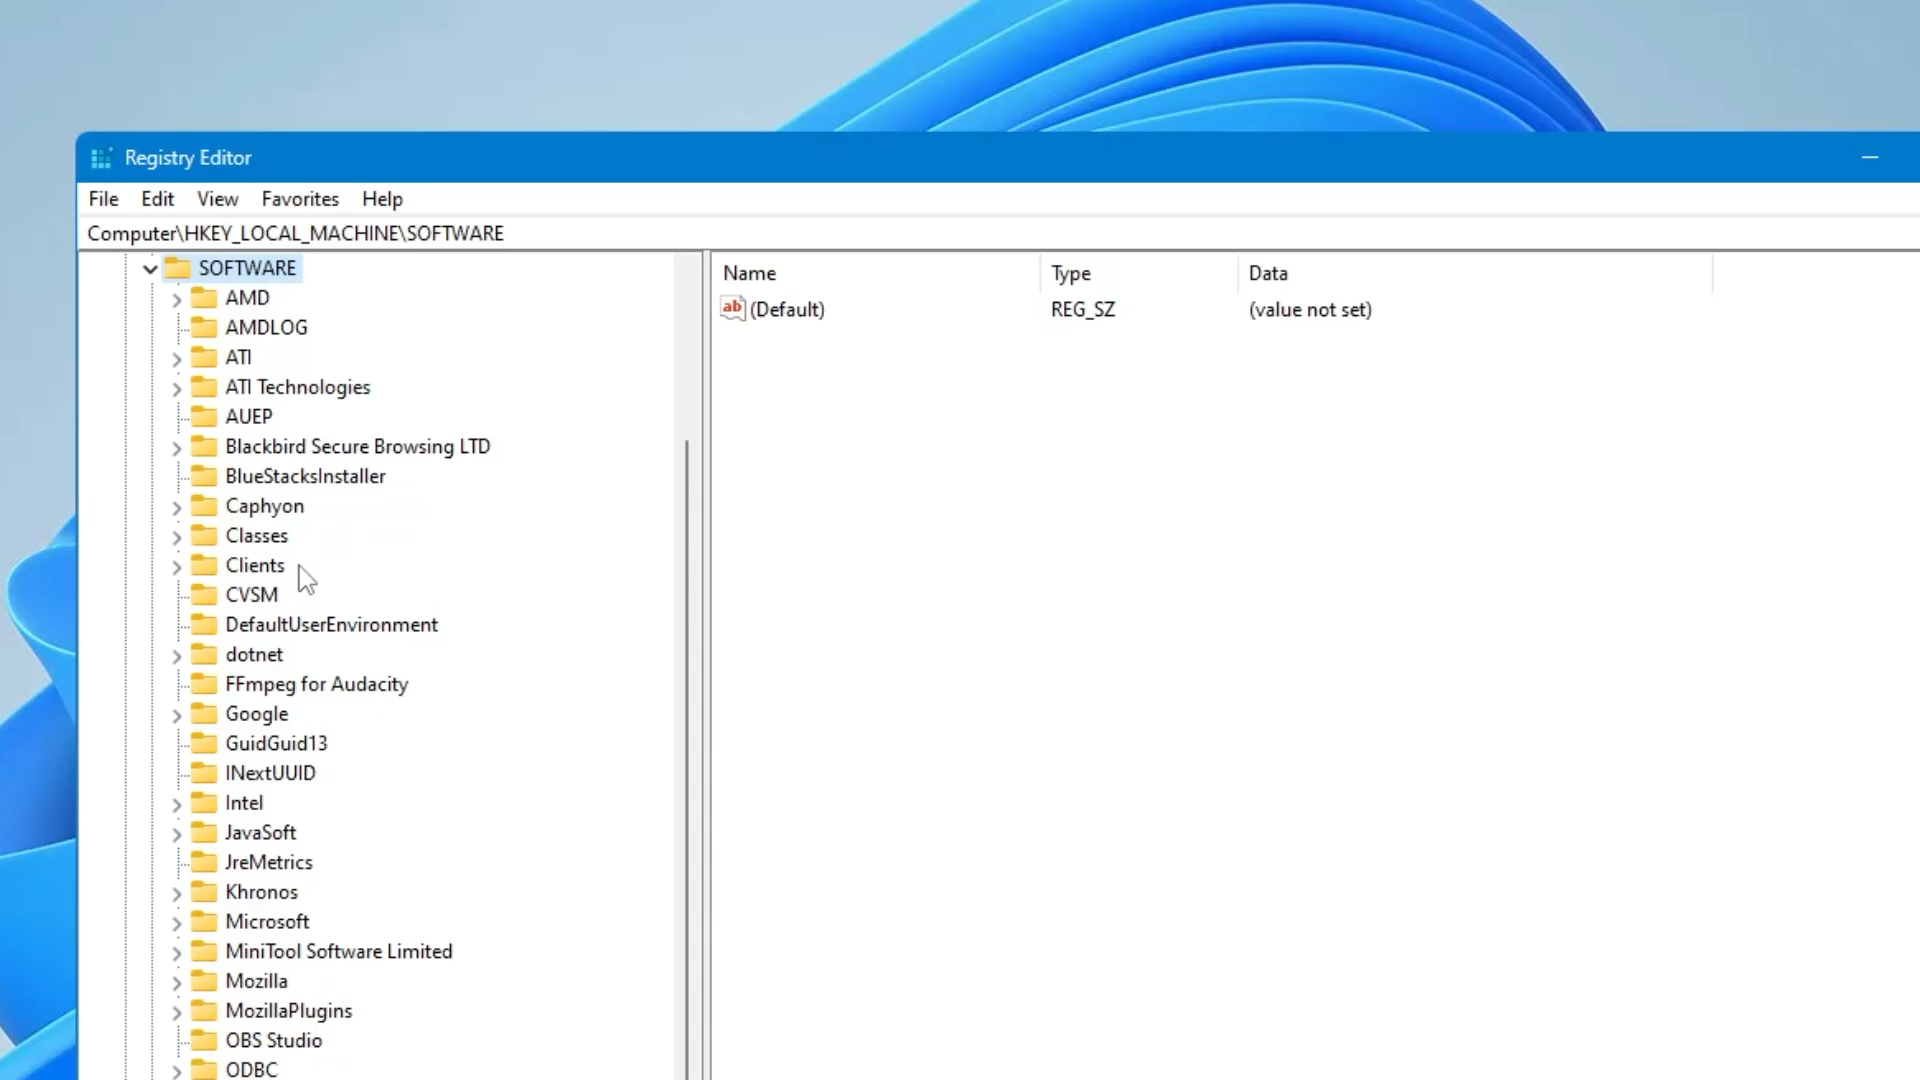 Registry Editor
File Edit View Favorites Help
Computer\HKEY_LOCAL_MACHINE\SOFTWARE
SOFTWARE
AMD
AMDLOG
ATI
ATI Technologies
AUEP
Blackbird Secure Browsing LTD
BlueStacksInstaller
Caphyon
Classes
Clients
CVSM
DefaultUserEnvironment
dotnet
FFmpeg for Audacity
Google
GuidGuid13
INextUUID
Intel
JavaSoft
JreMetrics
Khronos
Microsoft
MiniTool Software Limited
Mozilla
MozillaPlugins
OBS Studio
ODBC
Name Type Data
ab (Default) REG_SZ (value not set)